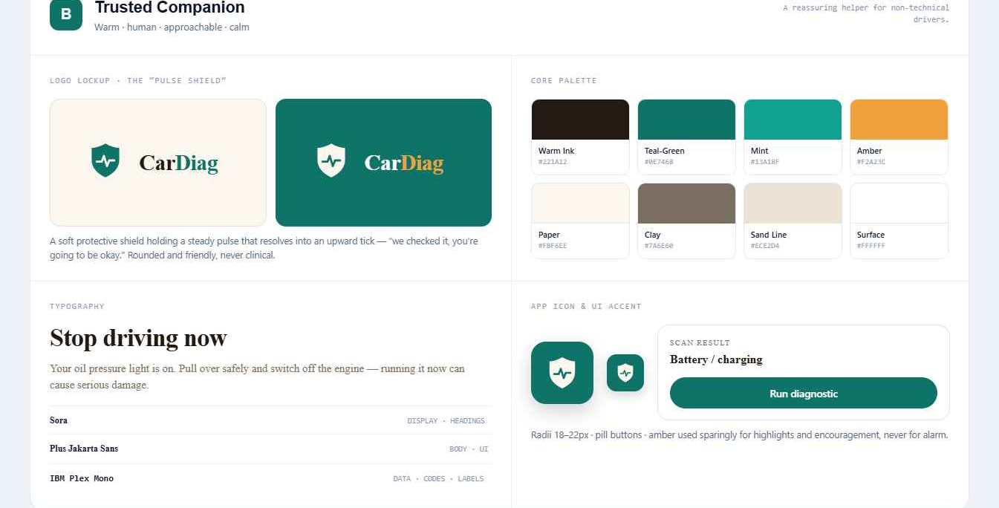 B
Trusted Companion
Warm · human · approachable · calm
A reassuring helper for non-technical
drivers.
LOGO LOCKUP · THE "PULSE SHIELD"
CarDiag
CarDiag
A soft protective shield holding a steady pulse that resolves into an upward tick — "we checked it, you're
going to be okay." Rounded and friendly, never clinical.
CORE PALETTE
Warm Ink
#221A12
Teal-Green
#0E7468
Mint
#13A18F
Amber
#F2A23C
Paper
#FBF6EE
Clay
#7A6E60
Sand Line
#ECE2D4
Surface
#FFFFFF
TYPOGRAPHY
Stop driving now
Your oil pressure light is on. Pull over safely and switch off the engine — running it now can
cause serious damage.
Sora
DISPLAY · HEADINGS
Plus Jakarta Sans
BODY · UI
IBM Plex Mono
DATA · CODES · LABELS
APP ICON & UI ACCENT
SCAN RESULT
Battery / charging
Run diagnostic
Radii 18–22px · pill buttons · amber used sparingly for highlights and encouragement, never for alarm.